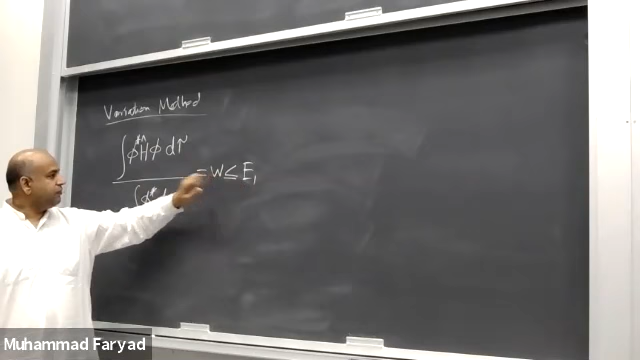 Variation Method
∫φ*Ĥφ dτ
= W ≤ E₁
∫φ*
Muhammad Faryad